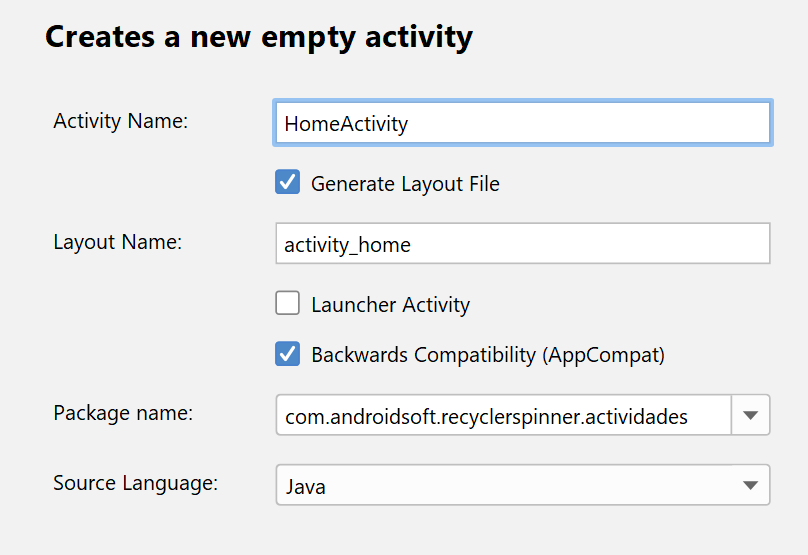 Creates a new empty activity
Activity Name:
HomeActivity
Generate Layout File
Layout Name:
activity_home
Launcher Activity
Backwards Compatibility (AppCompat)
Package name:
com.androidsoft.recyclerspinner.actividades
Source Language:
Java